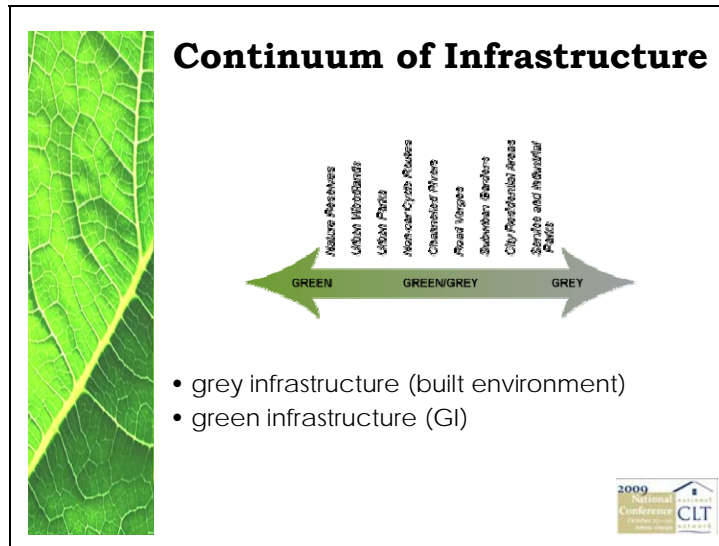 Continuum of Infrastructure
Nature Reserves
Urban Woodlands
Urban Parks
Non-car/Cycle Routes
Channelled Rivers
Road Verges
Suburban Gardens
City Residential Areas
Service and Industrial
Parks
GREEN
GREEN/GREY
GREY
• grey infrastructure (built environment)
• green infrastructure (GI)
2009
National
Conference
national
CLT
network